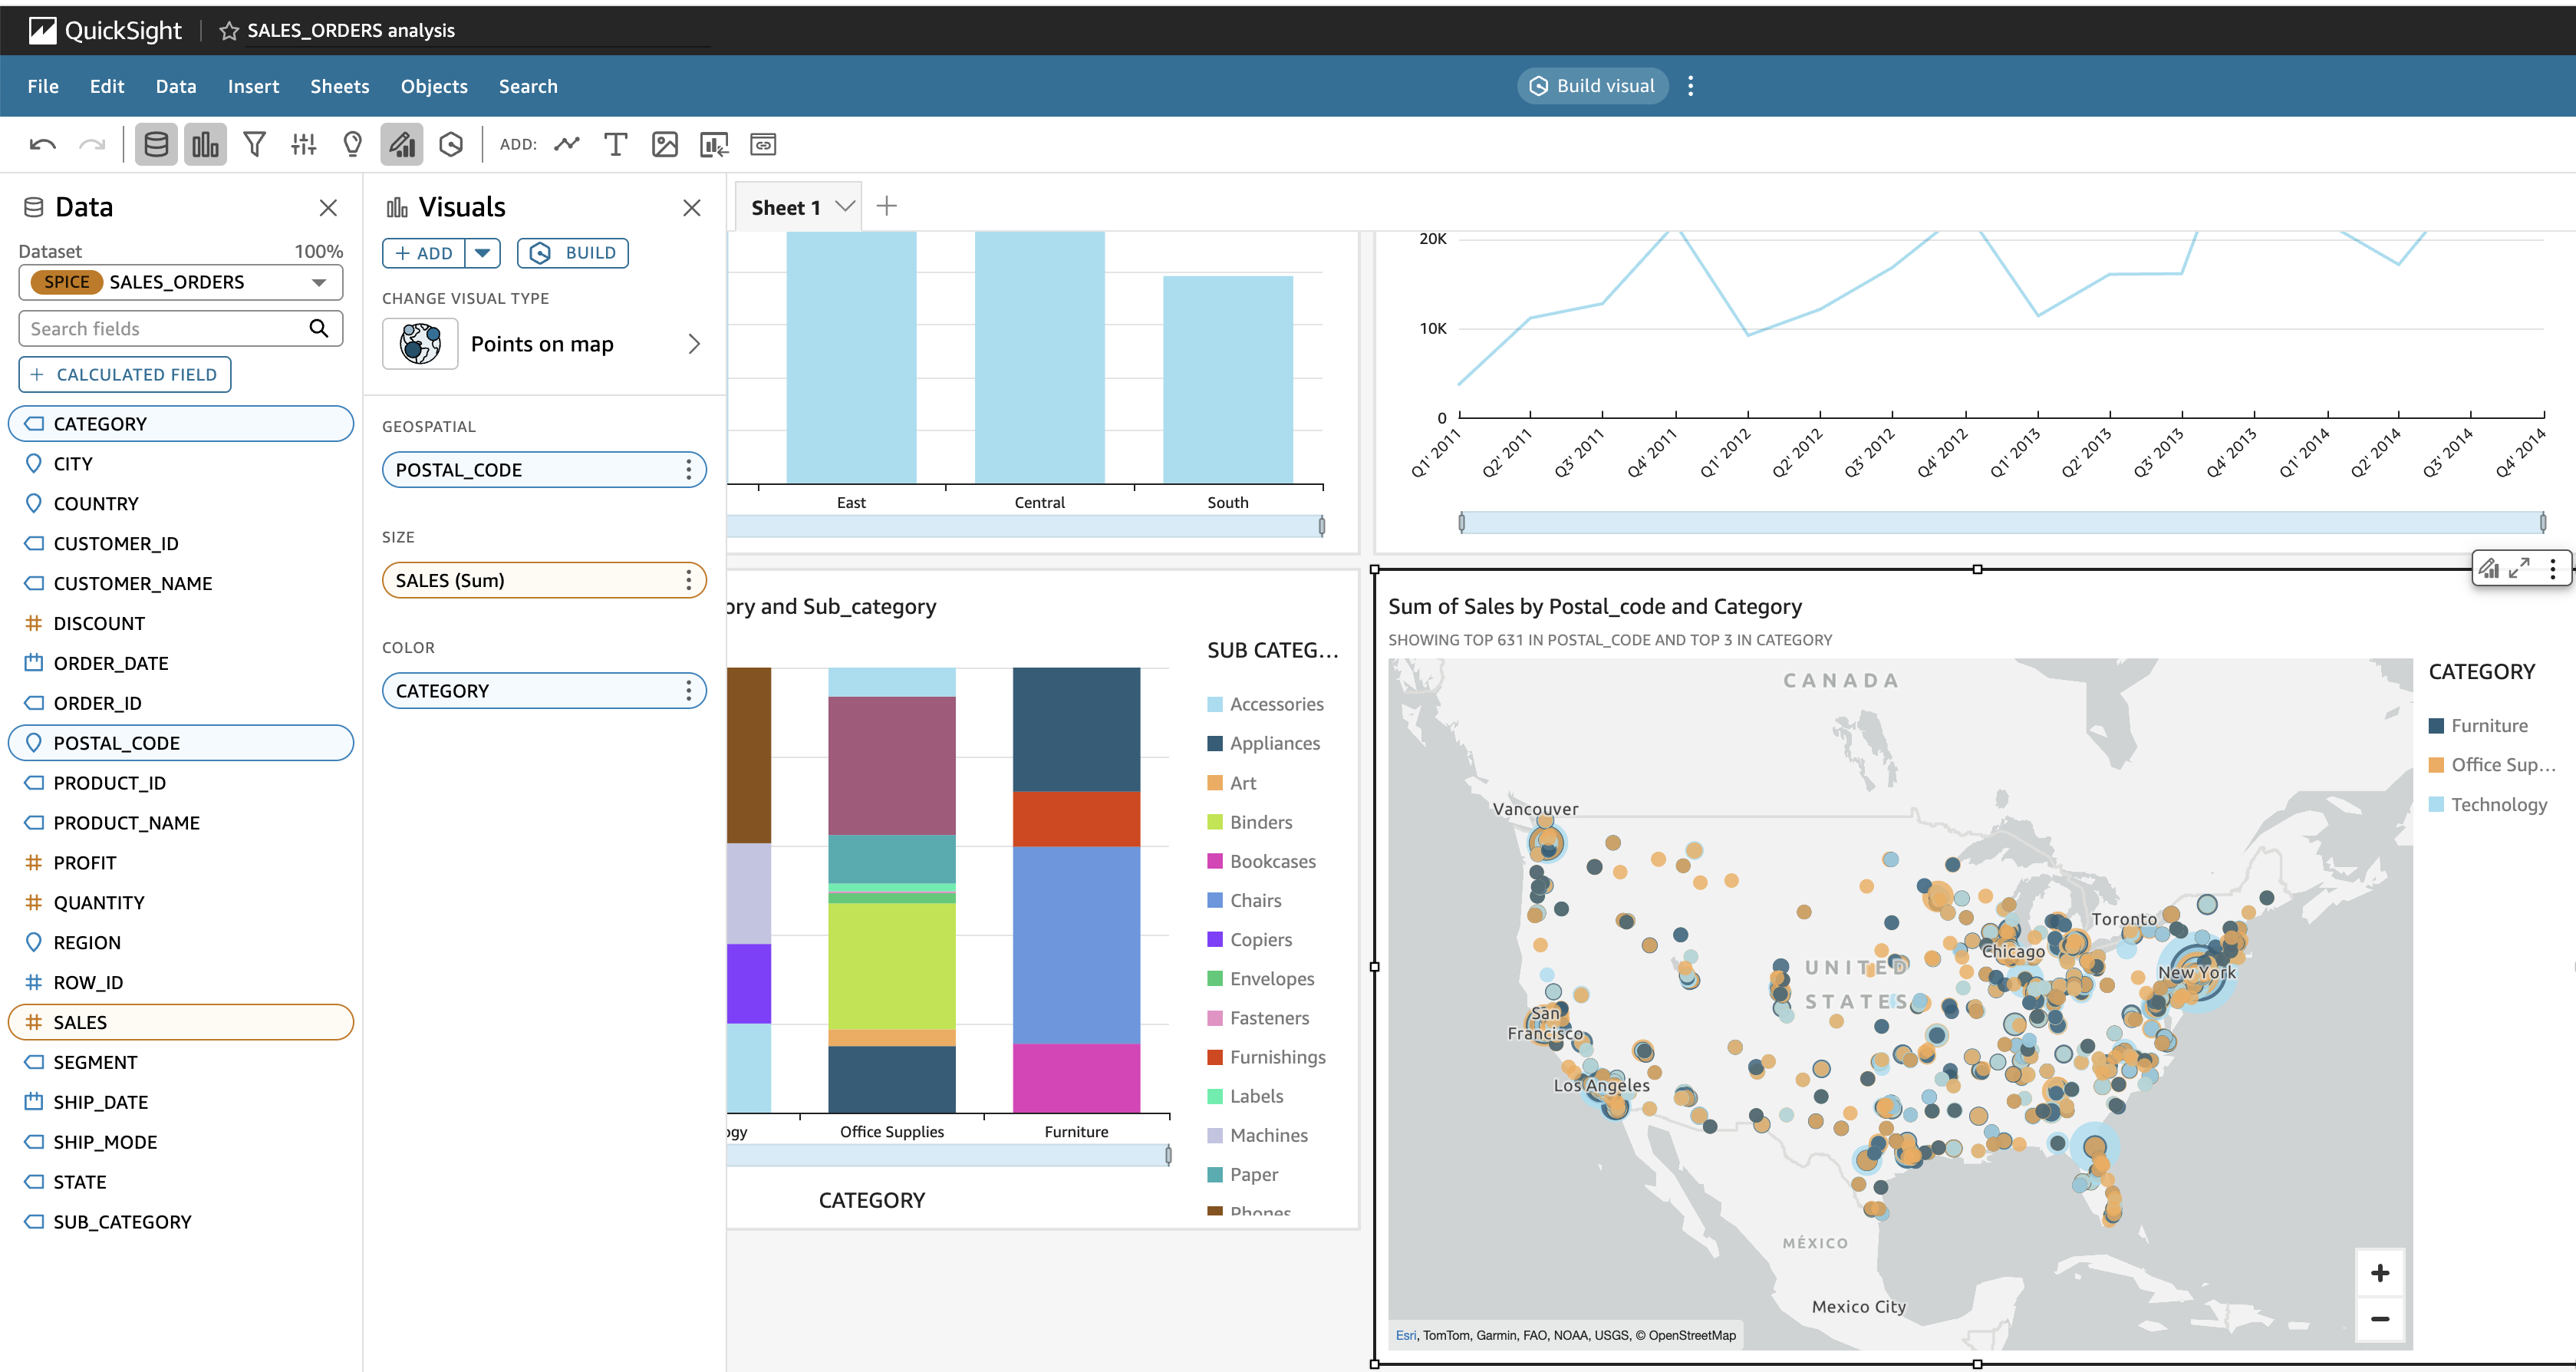 QuickSight
SALES_ORDERS analysis
File Edit Data Insert Sheets Objects Search
Build visual
ADD:
Data
Dataset 100%
SPICE SALES_ORDERS
Search fields
+ CALCULATED FIELD
CATEGORY
CITY
COUNTRY
CUSTOMER_ID
CUSTOMER_NAME
DISCOUNT
ORDER_DATE
ORDER_ID
POSTAL_CODE
PRODUCT_ID
PRODUCT_NAME
PROFIT
QUANTITY
REGION
ROW_ID
SALES
SEGMENT
SHIP_DATE
SHIP_MODE
STATE
SUB_CATEGORY
Visuals
+ ADD
BUILD
CHANGE VISUAL TYPE
Points on map
GEOSPATIAL
POSTAL_CODE
SIZE
SALES (Sum)
COLOR
CATEGORY
Sheet 1
East Central South
20K
10K
0
Q1' 2011 Q2' 2011 Q3' 2011 Q4' 2011 Q1' 2012 Q2' 2012 Q3' 2012 Q4' 2012 Q1' 2013 Q2' 2013 Q3' 2013 Q4' 2013 Q1' 2014 Q2' 2014 Q3' 2014 Q4' 2014
ory and Sub_category
SUB CATEG...
Accessories
Appliances
Art
Binders
Bookcases
Chairs
Copiers
Envelopes
Fasteners
Furnishings
Labels
Machines
Paper
Phones
ogy Office Supplies Furniture
CATEGORY
Sum of Sales by Postal_code and Category
SHOWING TOP 631 IN POSTAL_CODE AND TOP 3 IN CATEGORY
CATEGORY
Furniture
Office Sup...
Technology
CANADA
Vancouver
Toronto
Chicago
New York
UNITED
STATES
San
Francisco
Los Angeles
MÉXICO
Mexico City
Esri, TomTom, Garmin, FAO, NOAA, USGS, © OpenStreetMap